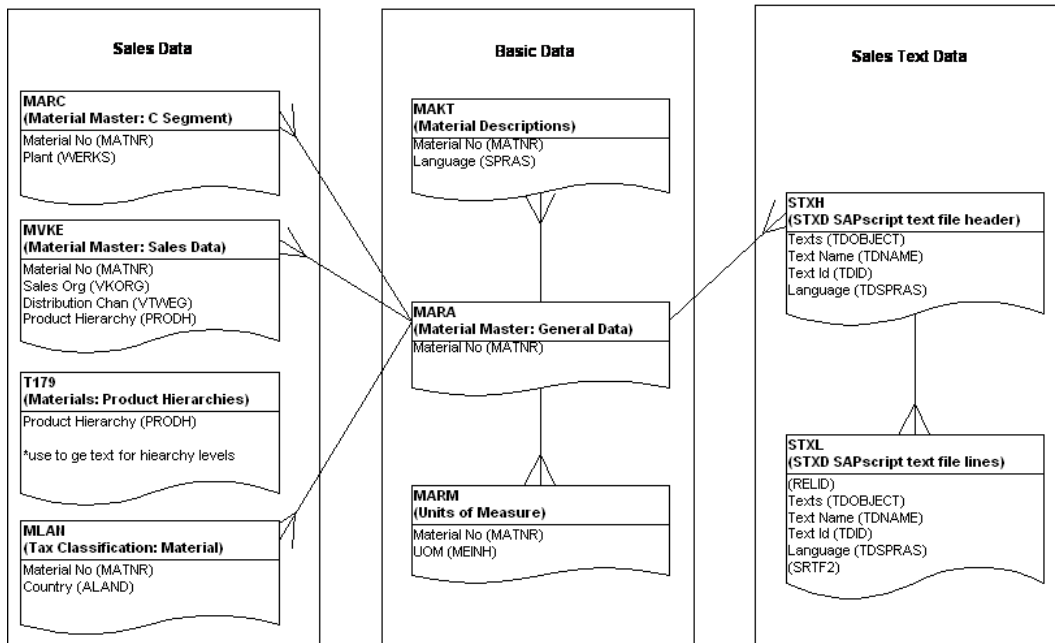 Sales Data
MARC
(Material Master: C Segment)
Material No (MATNR)
Plant (WERKS)
MVKE
(Material Master: Sales Data)
Material No (MATNR)
Sales Org (VKORG)
Distribution Chan (VTWEG)
Product Hierarchy (PRODH)
T179
(Materials: Product Hierarchies)
Product Hierarchy (PRODH)
*use to ge text for hiearchy levels
MLAN
(Tax Classification: Material)
Material No (MATNR)
Country (ALAND)
Basic Data
MAKT
(Material Descriptions)
Material No (MATNR)
Language (SPRAS)
MARA
(Material Master: General Data)
Material No (MATNR)
MARM
(Units of Measure)
Material No (MATNR)
UOM (MEINH)
Sales Text Data
STXH
(STXD SAPscript text file header)
Texts (TDOBJECT)
Text Name (TDNAME)
Text Id (TDID)
Language (TDSPRAS)
STXL
(STXD SAPscript text file lines)
(RELID)
Texts (TDOBJECT)
Text Name (TDNAME)
Text Id (TDID)
Language (TDSPRAS)
(SRTF2)